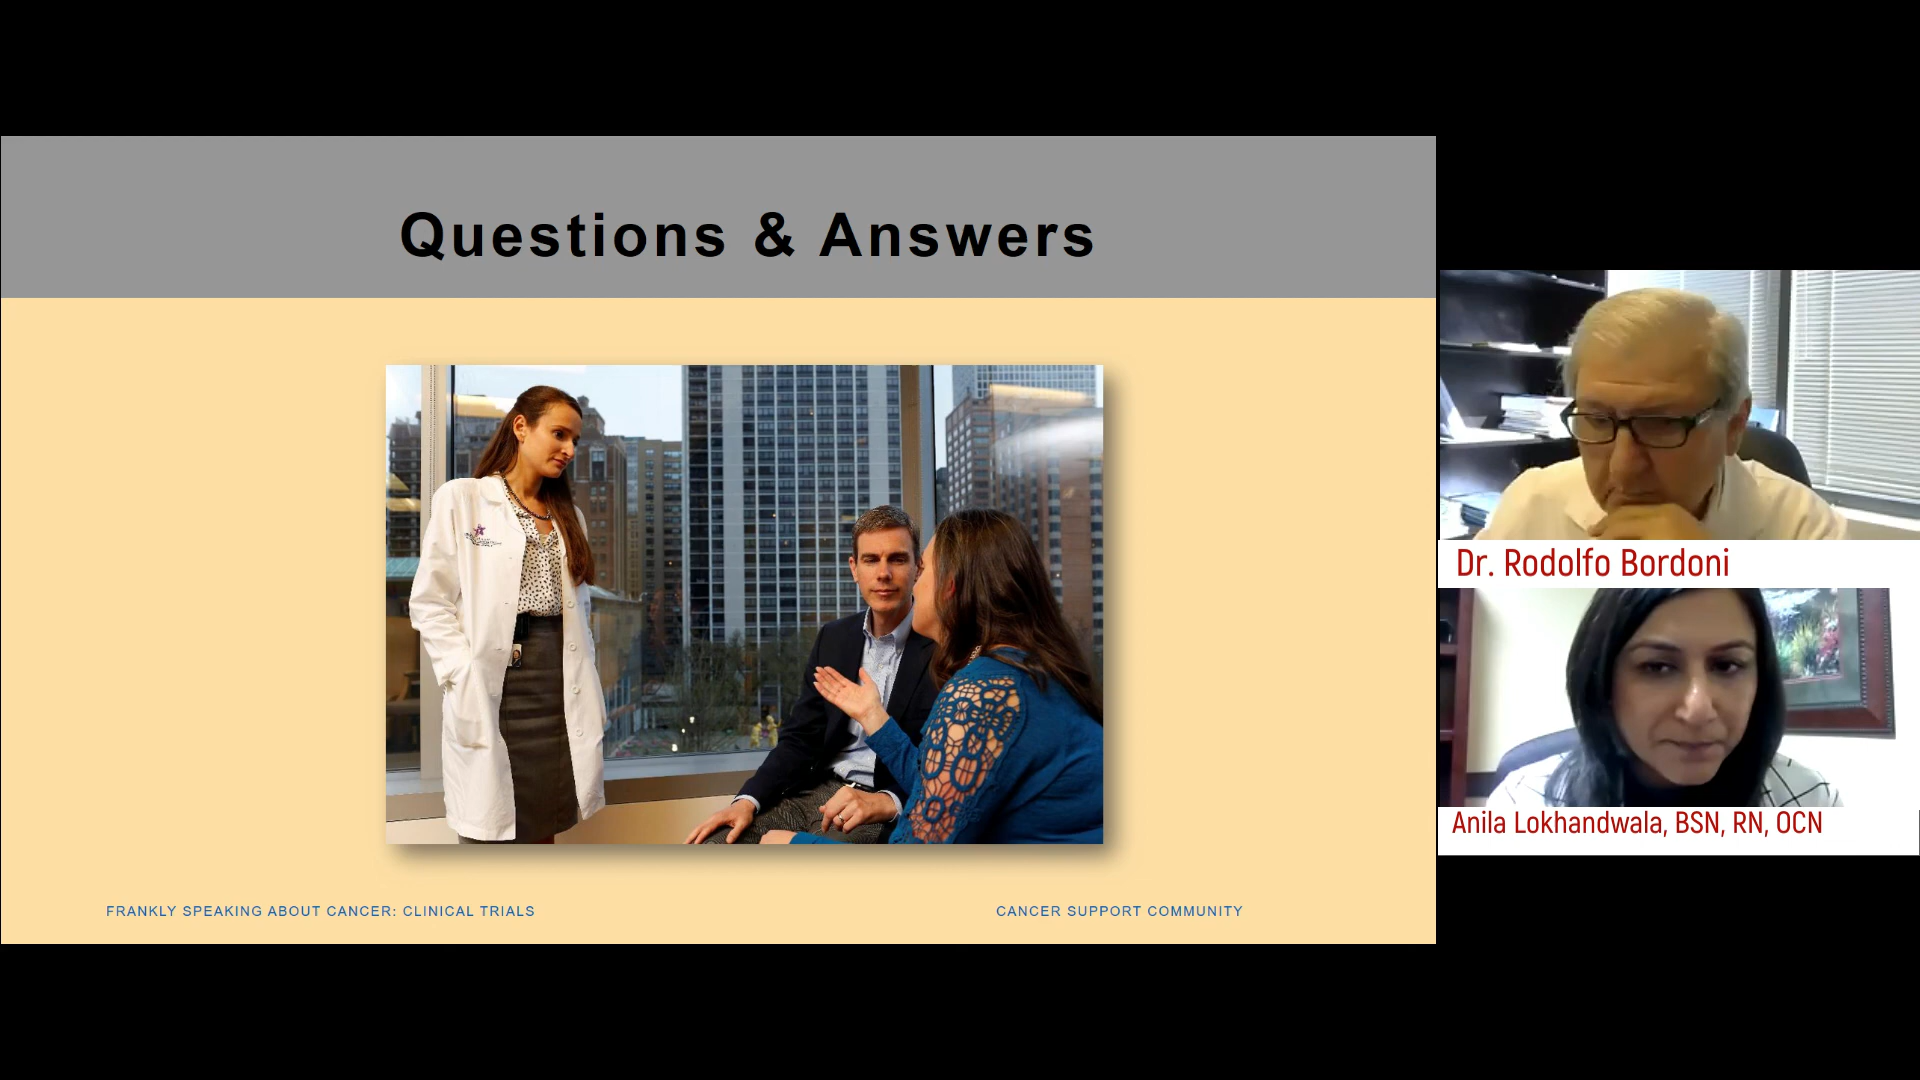 Questions & Answers
FRANKLY SPEAKING ABOUT CANCER: CLINICAL TRIALS
CANCER SUPPORT COMMUNITY
Dr. Rodolfo Bordoni
Anila Lokhandwala, BSN, RN, OCN